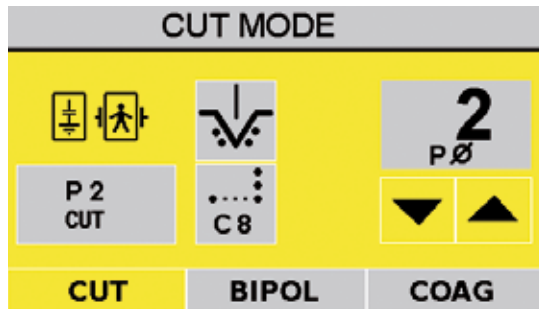 CUT MODE
2
PØ
P 2
CUT
C 8
CUT BIPOL COAG